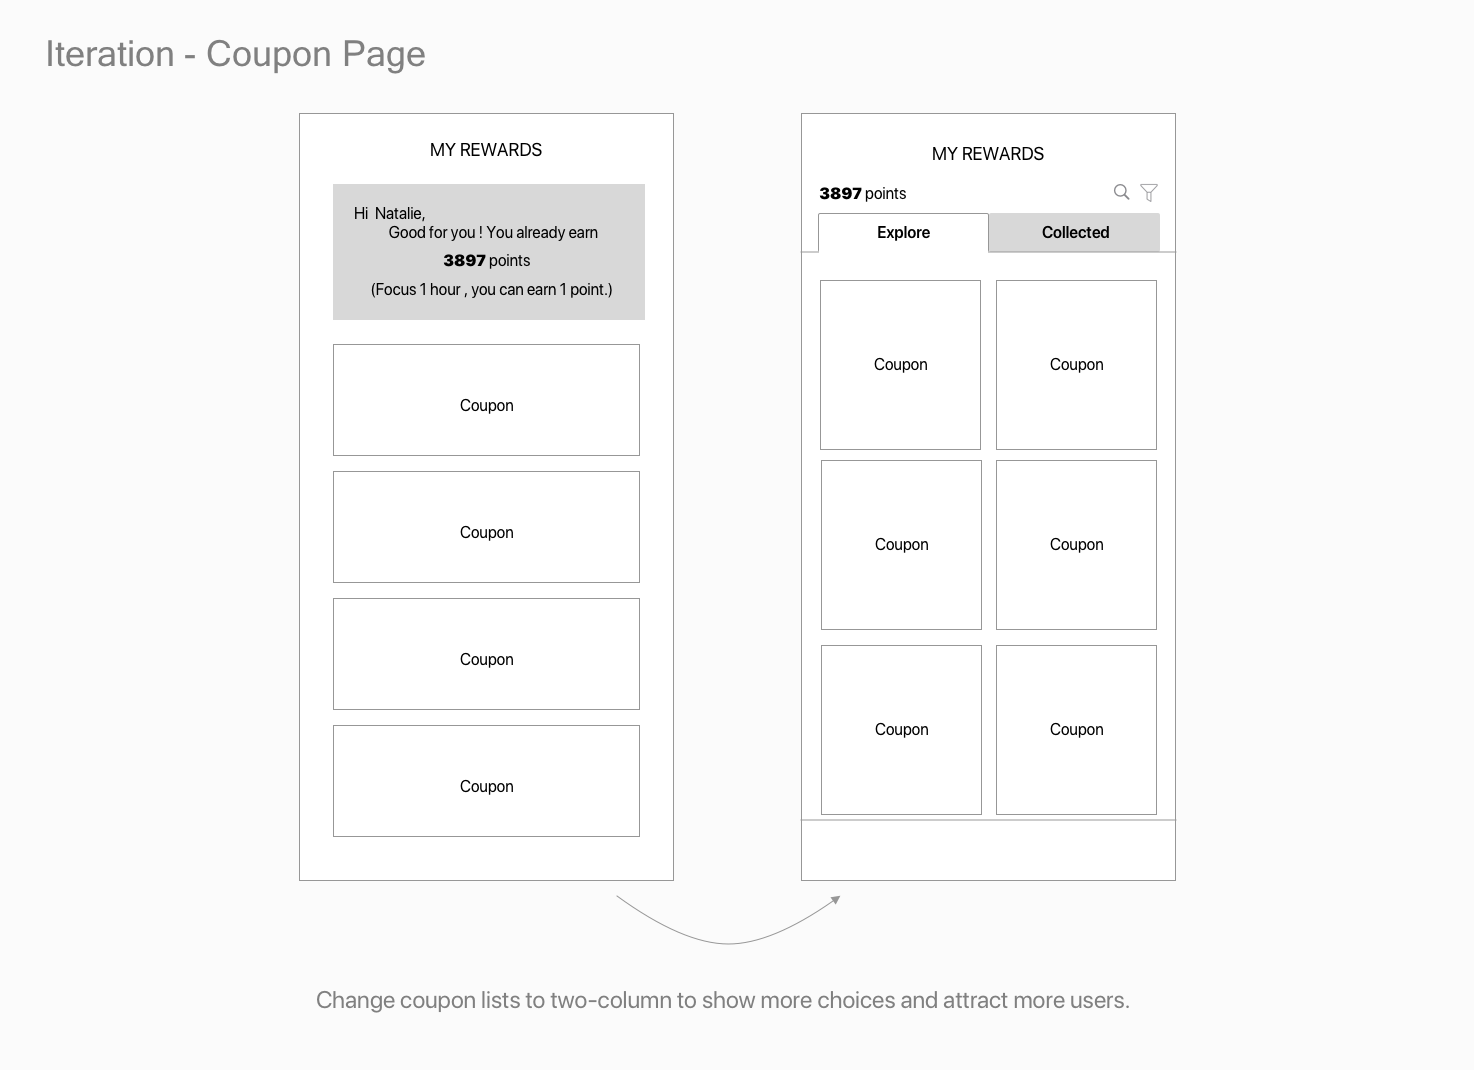 Iteration - Coupon Page
MY REWARDS
Hi Natalie,
Good for you ! You already earn
3897 points
(Focus 1 hour , you can earn 1 point.)
Coupon
Coupon
Coupon
Coupon
MY REWARDS
3897 points
Explore
Collected
Coupon
Coupon
Coupon
Coupon
Coupon
Coupon
Change coupon lists to two-column to show more choices and attract more users.